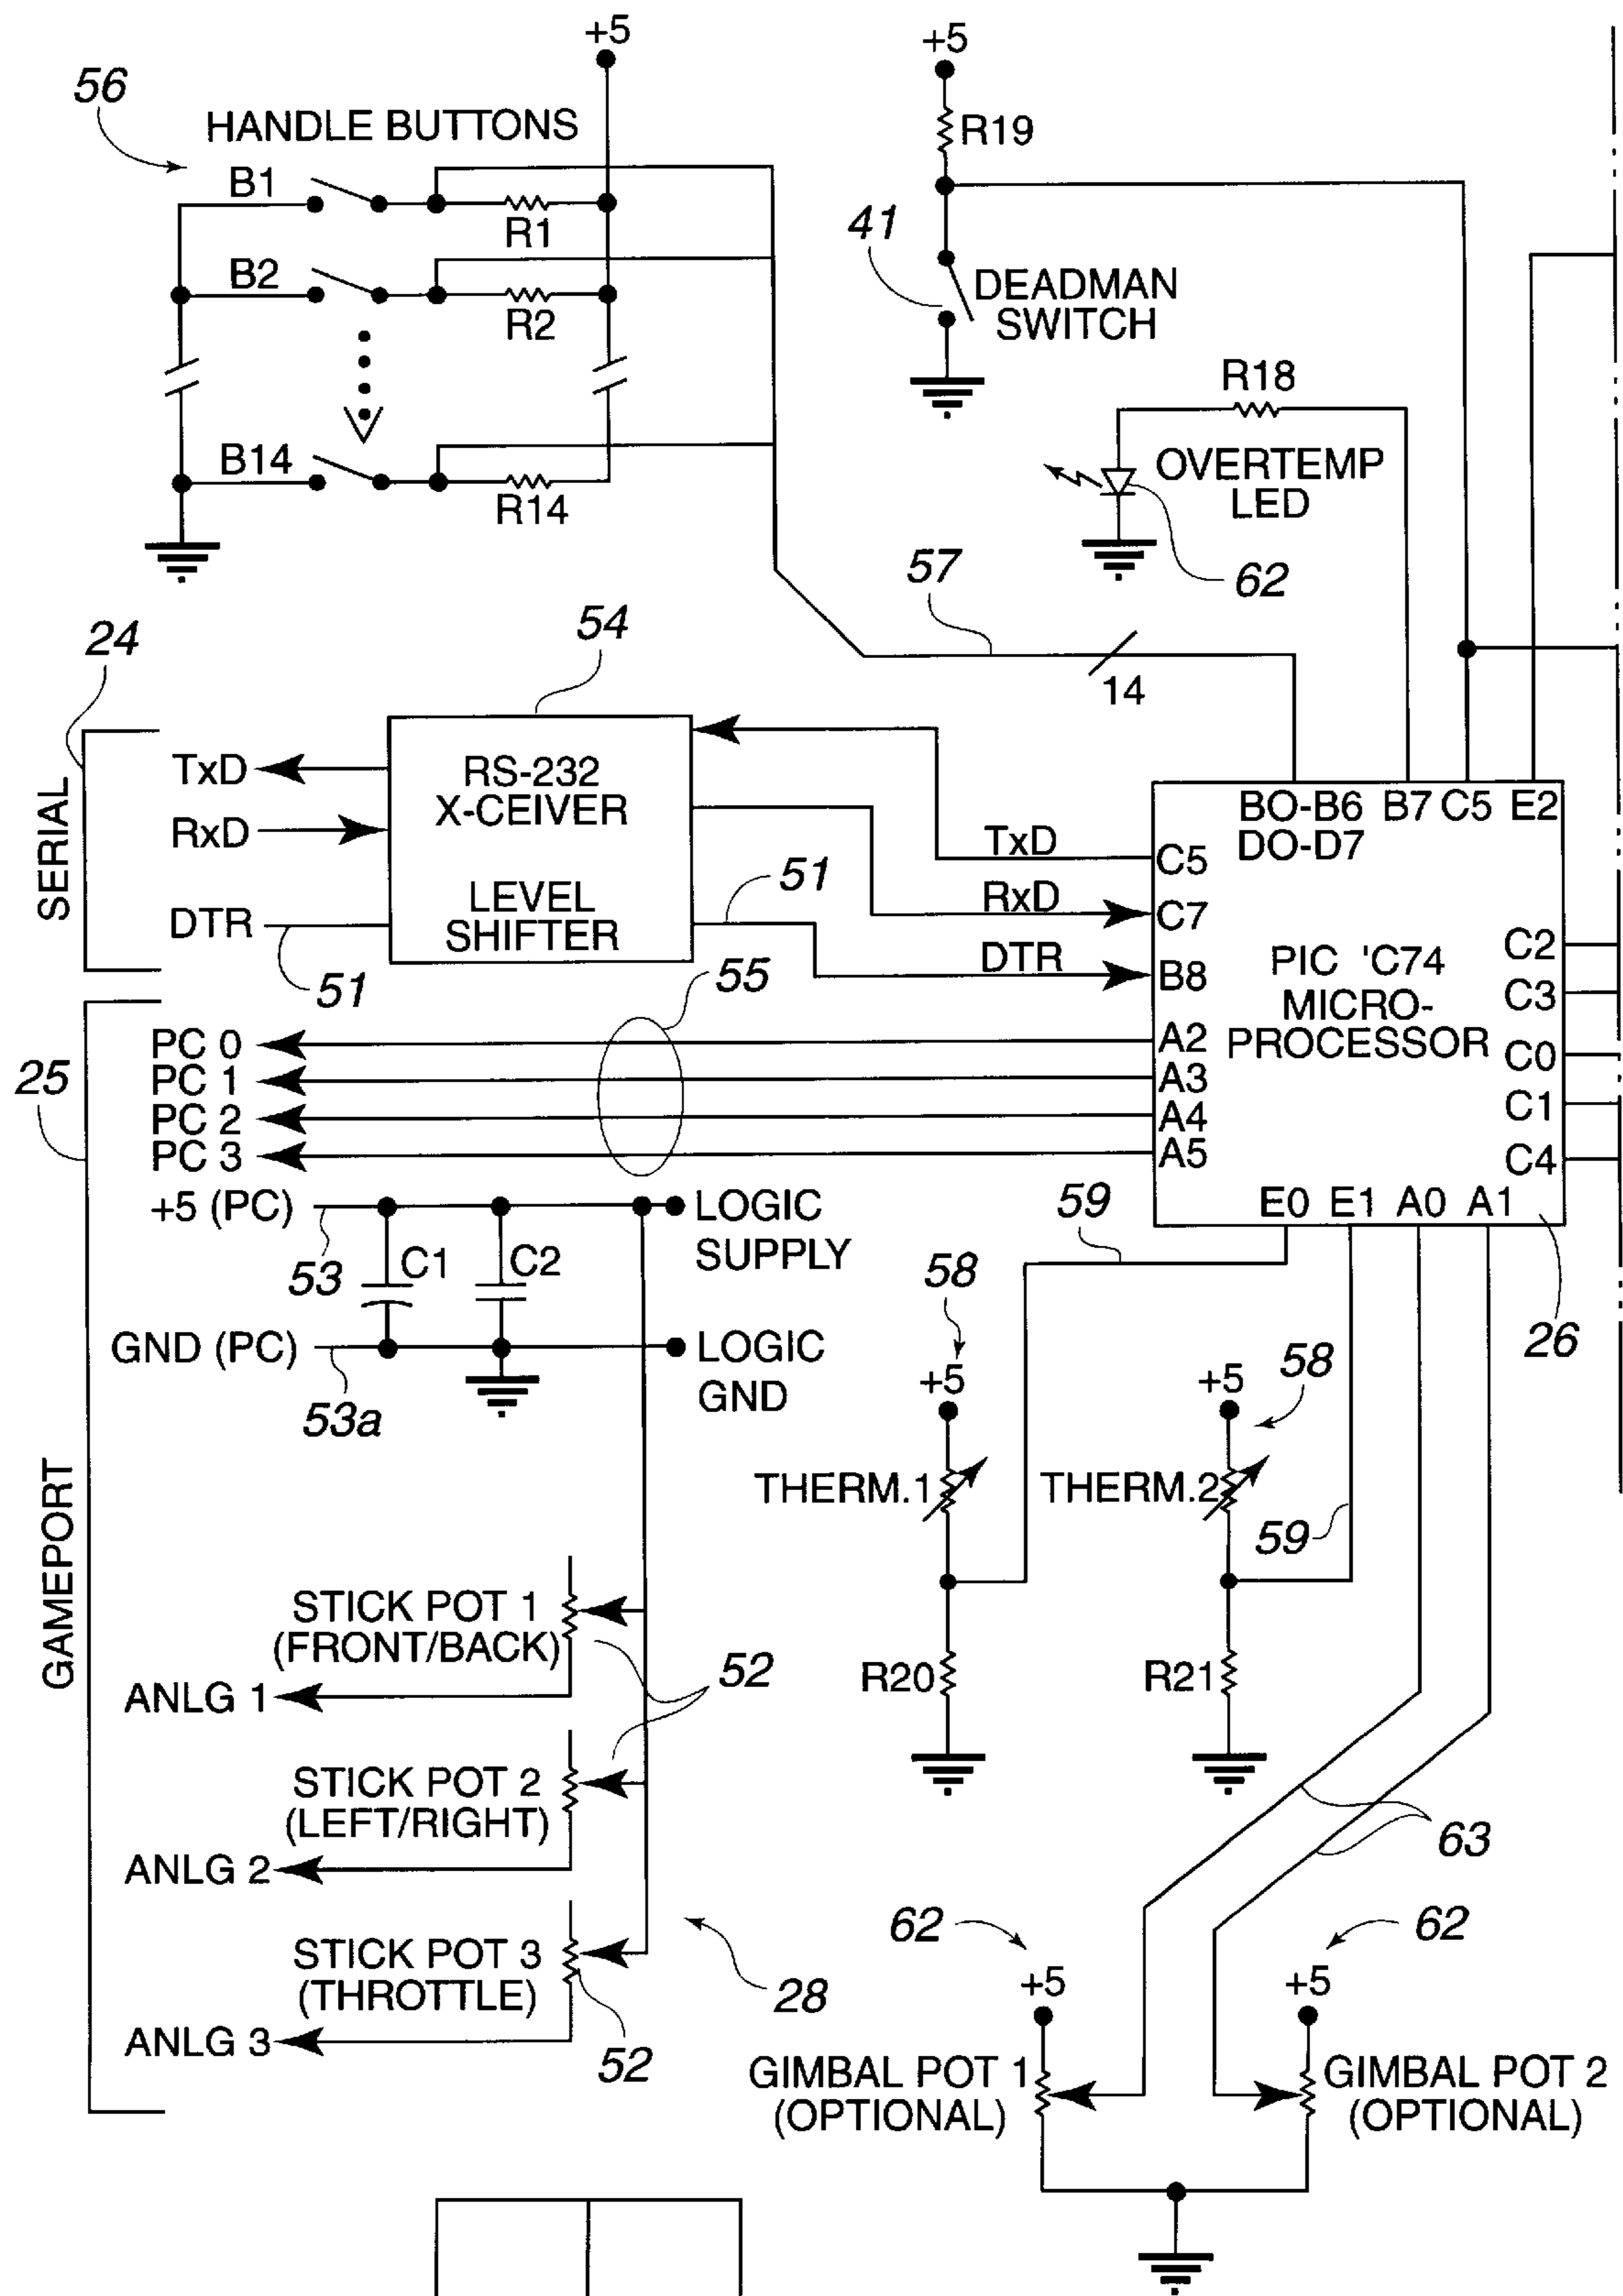 +5
+5
56
HANDLE BUTTONS
R19
B1
R1
41
B2
R2
DEADMAN
SWITCH
R18
B14
R14
OVERTEMP
LED
57
62
24
54
14
SERIAL
TxD
RxD
DTR
51
RS-232
X-CEIVER
LEVEL
SHIFTER
51
TxD
RxD
DTR
BO-B6
DO-D7
B7
C5
E2
C5
C7
B8
A2
A3
A4
A5
PIC 'C74
MICRO-
PROCESSOR
C2
C3
C0
C1
C4
E0
E1
A0
A1
26
55
25
GAMEPORT
PC 0
PC 1
PC 2
PC 3
+5 (PC)
53
C1
C2
LOGIC
SUPPLY
GND (PC)
53a
LOGIC
GND
59
58
+5
THERM.1
R20
58
+5
THERM.2
59
R21
STICK POT 1
(FRONT/BACK)
ANLG 1
52
STICK POT 2
(LEFT/RIGHT)
ANLG 2
STICK POT 3
(THROTTLE)
ANLG 3
52
28
63
62
+5
62
+5
GIMBAL POT 1
(OPTIONAL)
GIMBAL POT 2
(OPTIONAL)